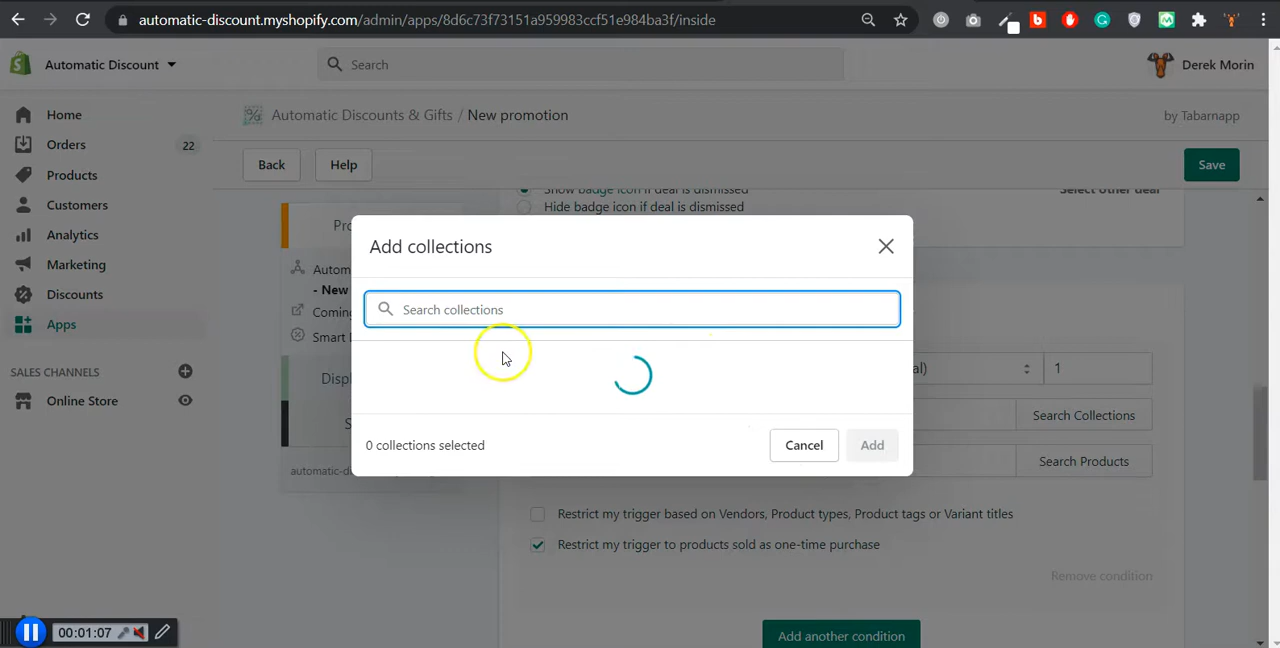 automatic-discount.myshopify.com/admin/apps/8d6c73f73151a959983ccf51e984ba3f/inside
Automatic Discount
Search
Derek Morin
Home
Automatic Discounts & Gifts / New promotion
by Tabarnapp
Orders
22
Back
Help
Save
Products
Show badge icon if deal is dismissed
Select other deal
Customers
Hide badge icon if deal is dismissed
Analytics
Marketing
Discounts
Apps
Add collections
Search collections
0 collections selected
Cancel
Add
- New
Coming
Smart
1
Search Collections
Search Products
SALES CHANNELS
Online Store
automatic-d
Restrict my trigger based on Vendors, Product types, Product tags or Variant titles
Restrict my trigger to products sold as one-time purchase
Remove condition
Add another condition
00:01:07